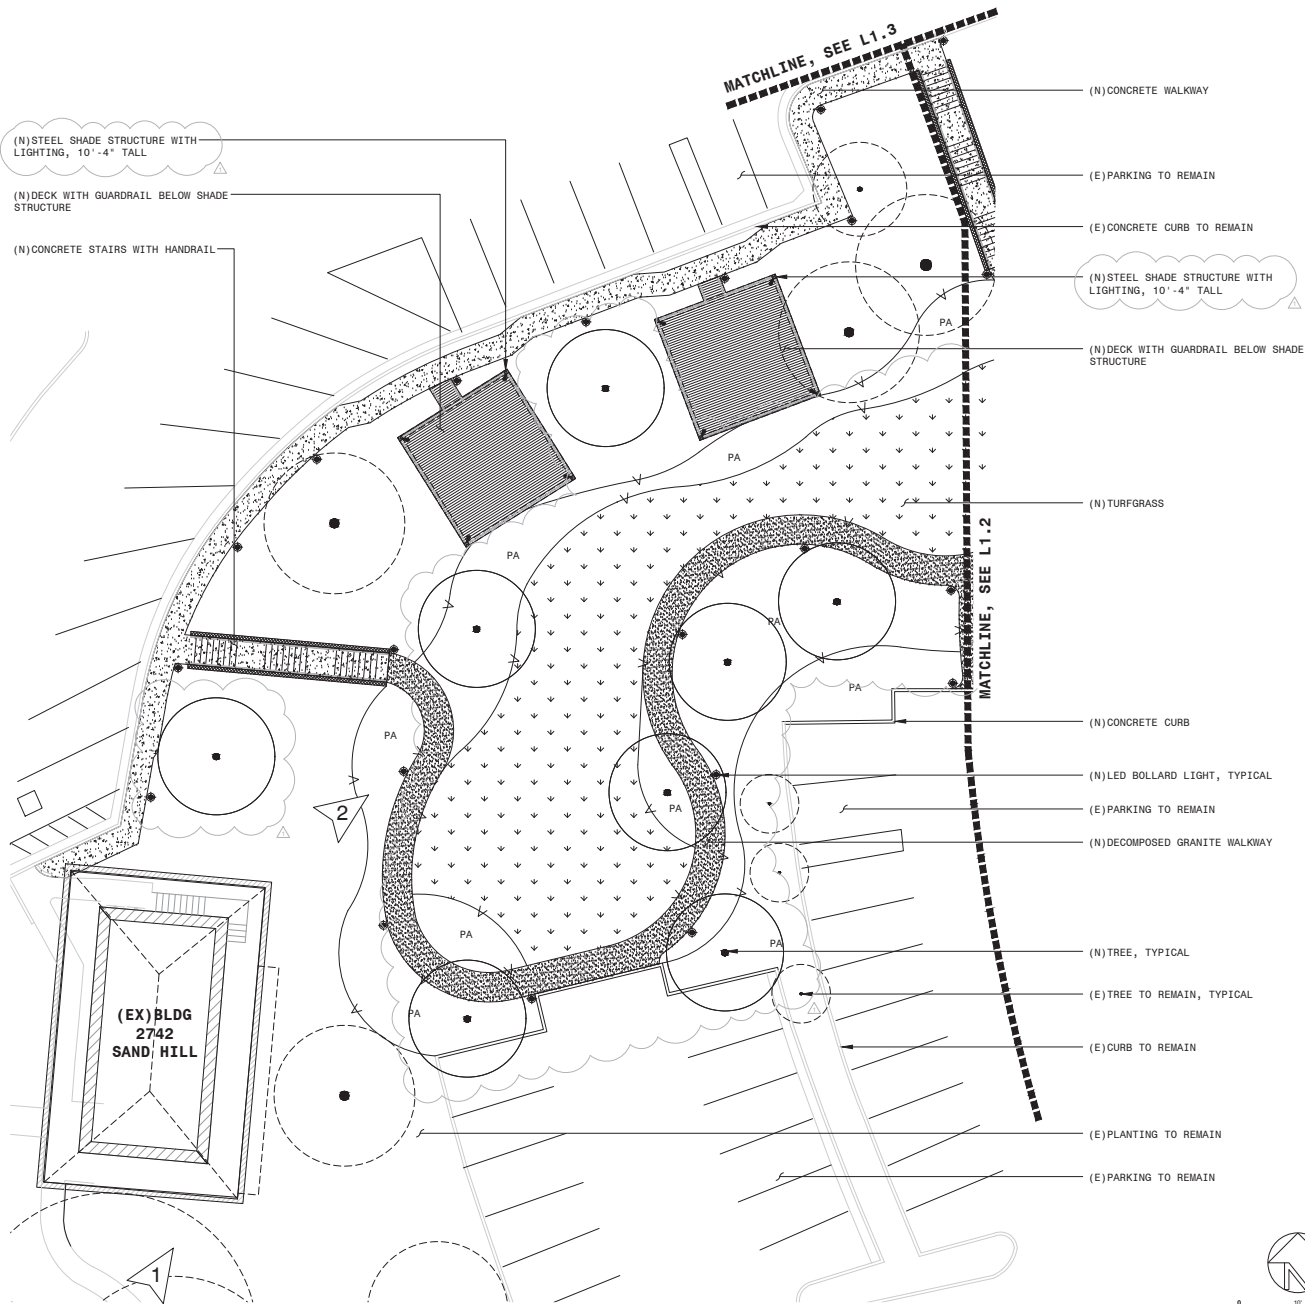 MATCHLINE, SEE L1.3
(N)STEEL SHADE STRUCTURE WITH
LIGHTING, 10'-4" TALL
(N)DECK WITH GUARDRAIL BELOW SHADE
STRUCTURE
(N)CONCRETE STAIRS WITH HANDRAIL
(N)CONCRETE WALKWAY
(E)PARKING TO REMAIN
(E)CONCRETE CURB TO REMAIN
(N)STEEL SHADE STRUCTURE WITH
LIGHTING, 10'-4" TALL
(N)DECK WITH GUARDRAIL BELOW SHADE
STRUCTURE
(N)TURFGRASS
MATCHLINE, SEE L1.2
(N)CONCRETE CURB
(N)LED BOLLARD LIGHT, TYPICAL
(E)PARKING TO REMAIN
(N)DECOMPOSED GRANITE WALKWAY
(N)TREE, TYPICAL
(E)TREE TO REMAIN, TYPICAL
(E)CURB TO REMAIN
(E)PLANTING TO REMAIN
(E)PARKING TO REMAIN
PA
PA
PA
PA
PA
PA
PA
PA
PA
PA
2
(EX)BLDG
2742
SAND HILL
1
0
10'